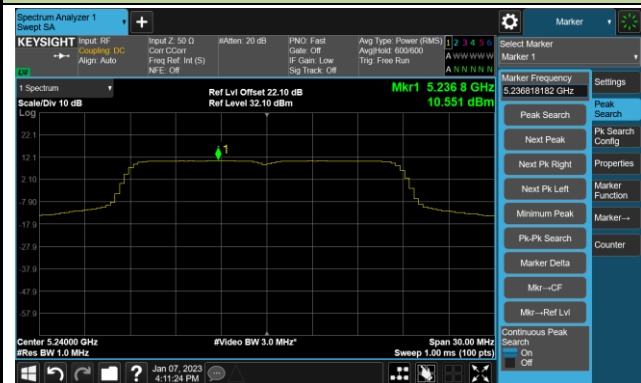 Spectrum Analyzer 1
Swept SA
+
Marker
KEYSIGHT Input: RF
Coupling: DC
Align: Auto
Input Z: 50 Ω
Corr CCorr
Freq Ref: Int (S)
NFE: Off
#Atten: 20 dB
PNO: Fast
Gate: Off
IF Gain: Low
Sig Track: Off
Avg Type: Power (RMS)
Avg|Hold: 600/600
Trig: Free Run
1 2 3 4 5 6
A W W W W W
A N N N N N
LXI
Select Marker
Marker 1
1 Spectrum
Scale/Div 10 dB
Log
Ref Lvl Offset 22.10 dB
Ref Level 32.10 dBm
Mkr1 5.236 8 GHz
10.551 dBm
22.1
12.1
2.10
-7.90
-17.9
-27.9
-37.9
-47.9
-57.9
1
Center 5.24000 GHz
#Res BW 1.0 MHz
#Video BW 3.0 MHz*
Span 30.00 MHz
Sweep 1.00 ms (100 pts)
Marker Frequency
5.236818182 GHz
Peak Search
Next Peak
Next Pk Right
Next Pk Left
Minimum Peak
Pk-Pk Search
Marker Delta
Mkr→CF
Mkr→Ref Lvl
Continuous Peak
Search
On
Off
Settings
Peak
Search
Pk Search
Config
Properties
Marker
Function
Marker→
Counter
?
Jan 07, 2023
4:11:24 PM